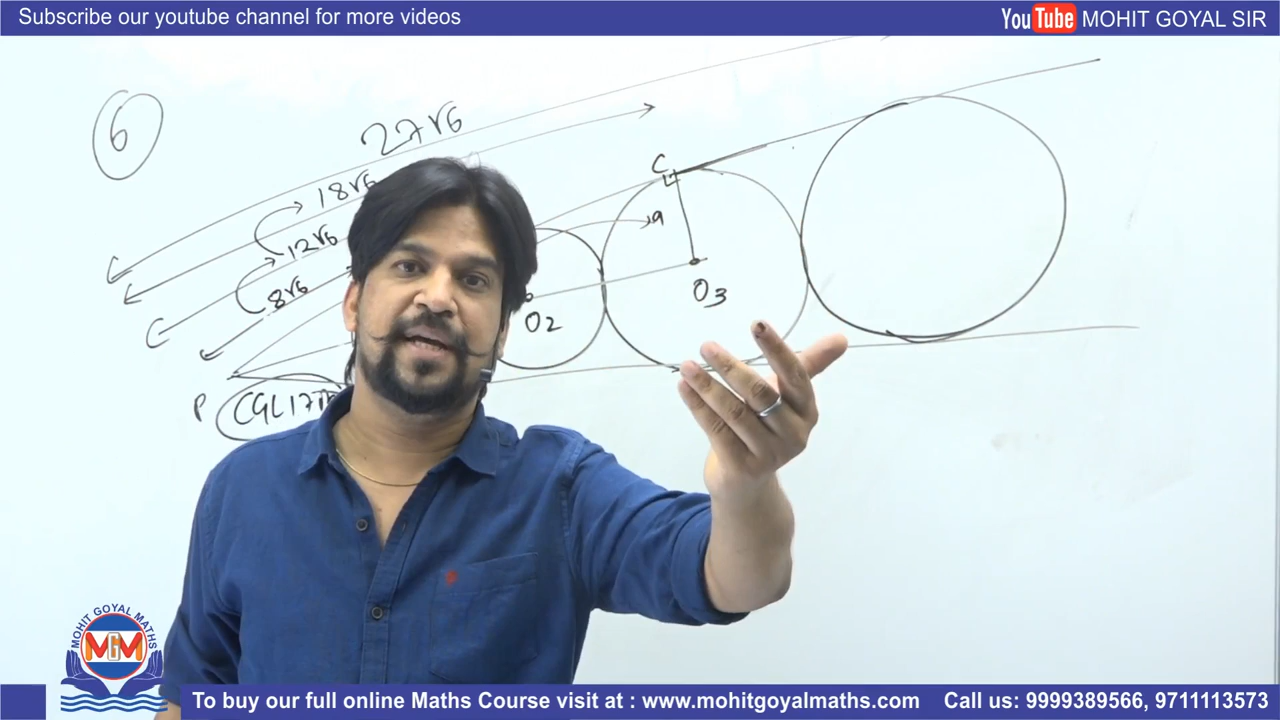 Subscribe our youtube channel for more videos
YouTube MOHIT GOYAL SIR
6
27√6
18√6
12√6
8√6
C
9
O3
O2
P
CGL 17
MOHIT GOYAL MATHS
MGM
To buy our full online Maths Course visit at : www.mohitgoyalmaths.com Call us: 9999389566, 9711113573